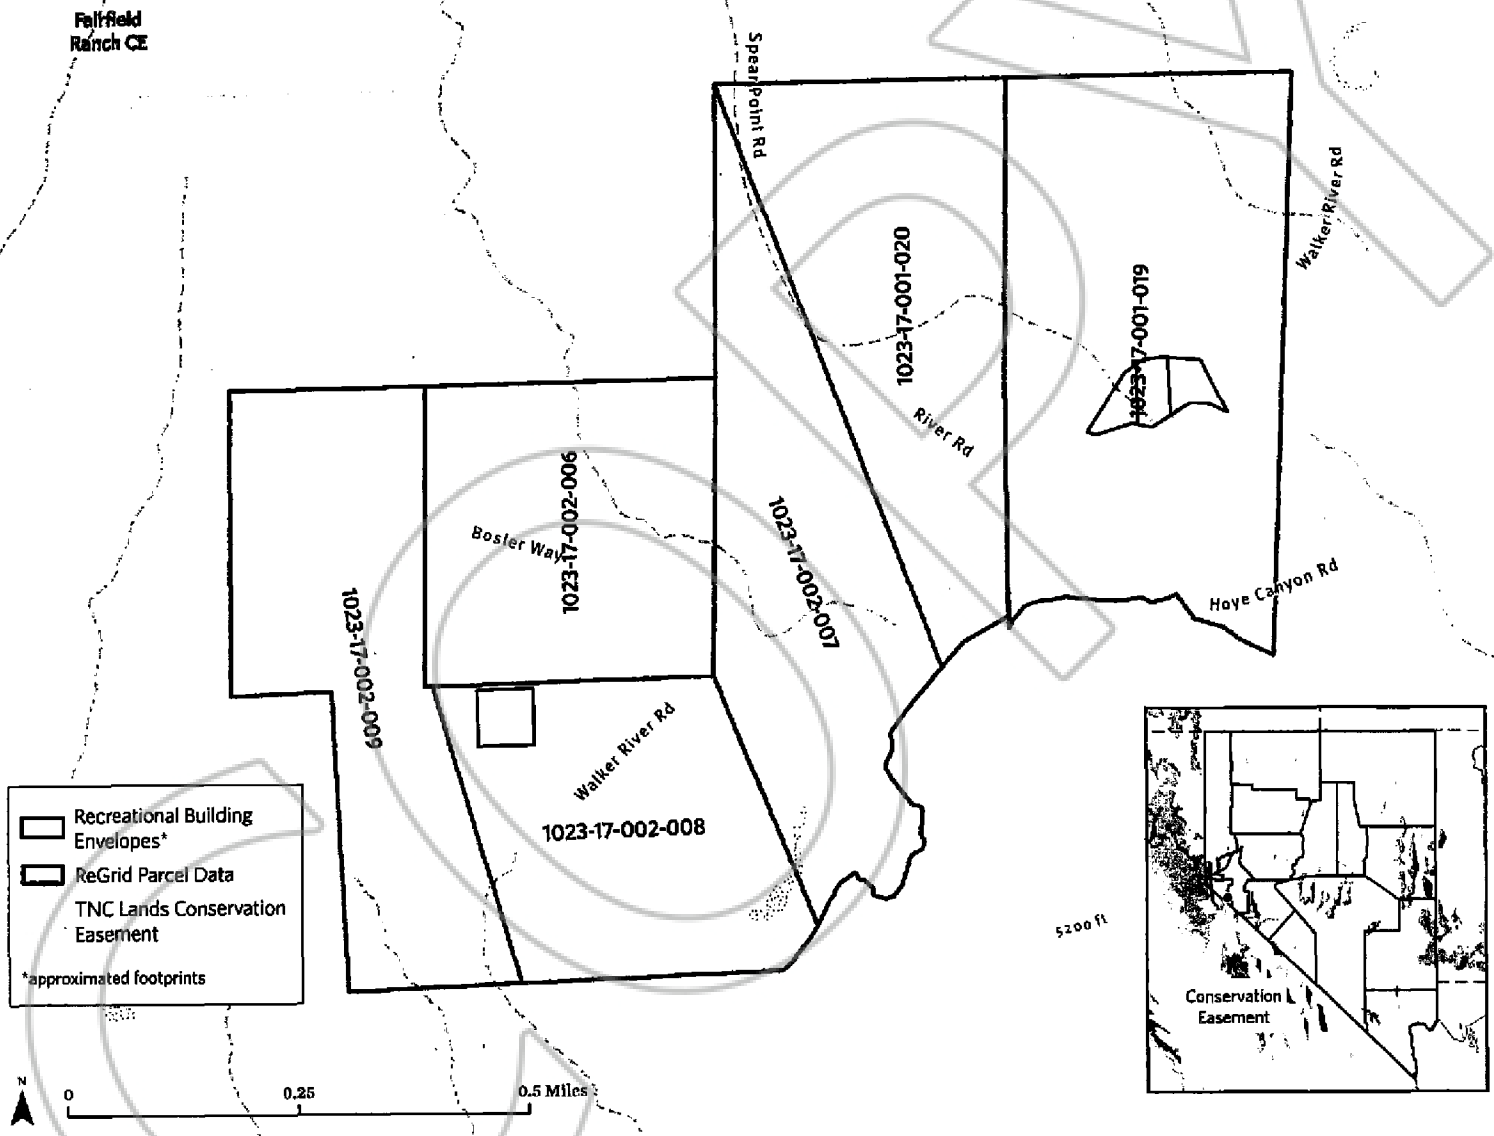 Fairfield
Ranch CE
Spear Point Rd
Walker River Rd
1023-17-001-020
1023-17-001-019
River Rd
1023-17-002-006
Bosler Way
1023-17-002-007
Hoye Canyon Rd
1023-17-002-009
Walker River Rd
1023-17-002-008
Recreational Building
Envelopes*
ReGrid Parcel Data
TNC Lands Conservation
Easement
*approximated footprints
5200 ft
Conservation
Easement
N
0
0.25
0.5 Miles
COPY